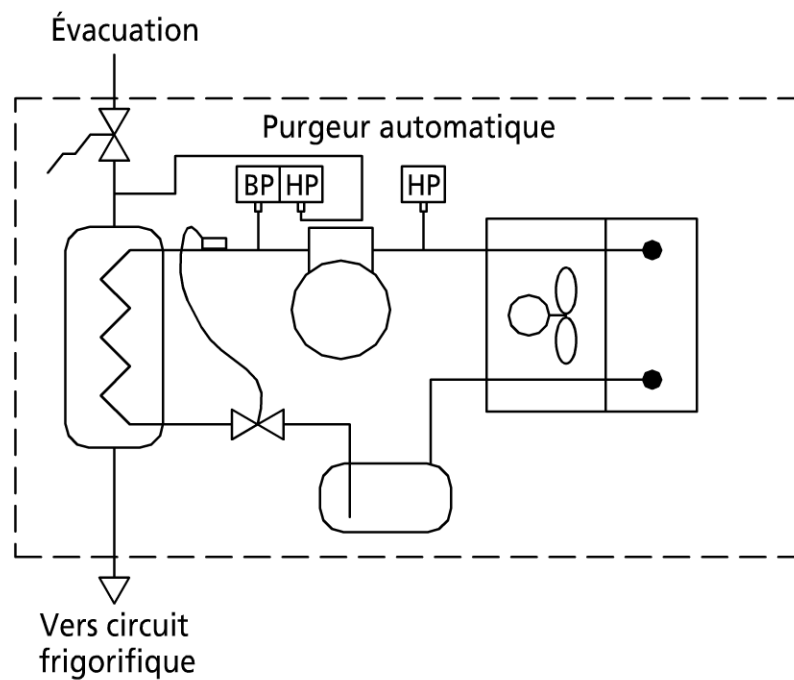 Évacuation
Purgeur automatique
BP HP
HP
Vers circuit
frigorifique